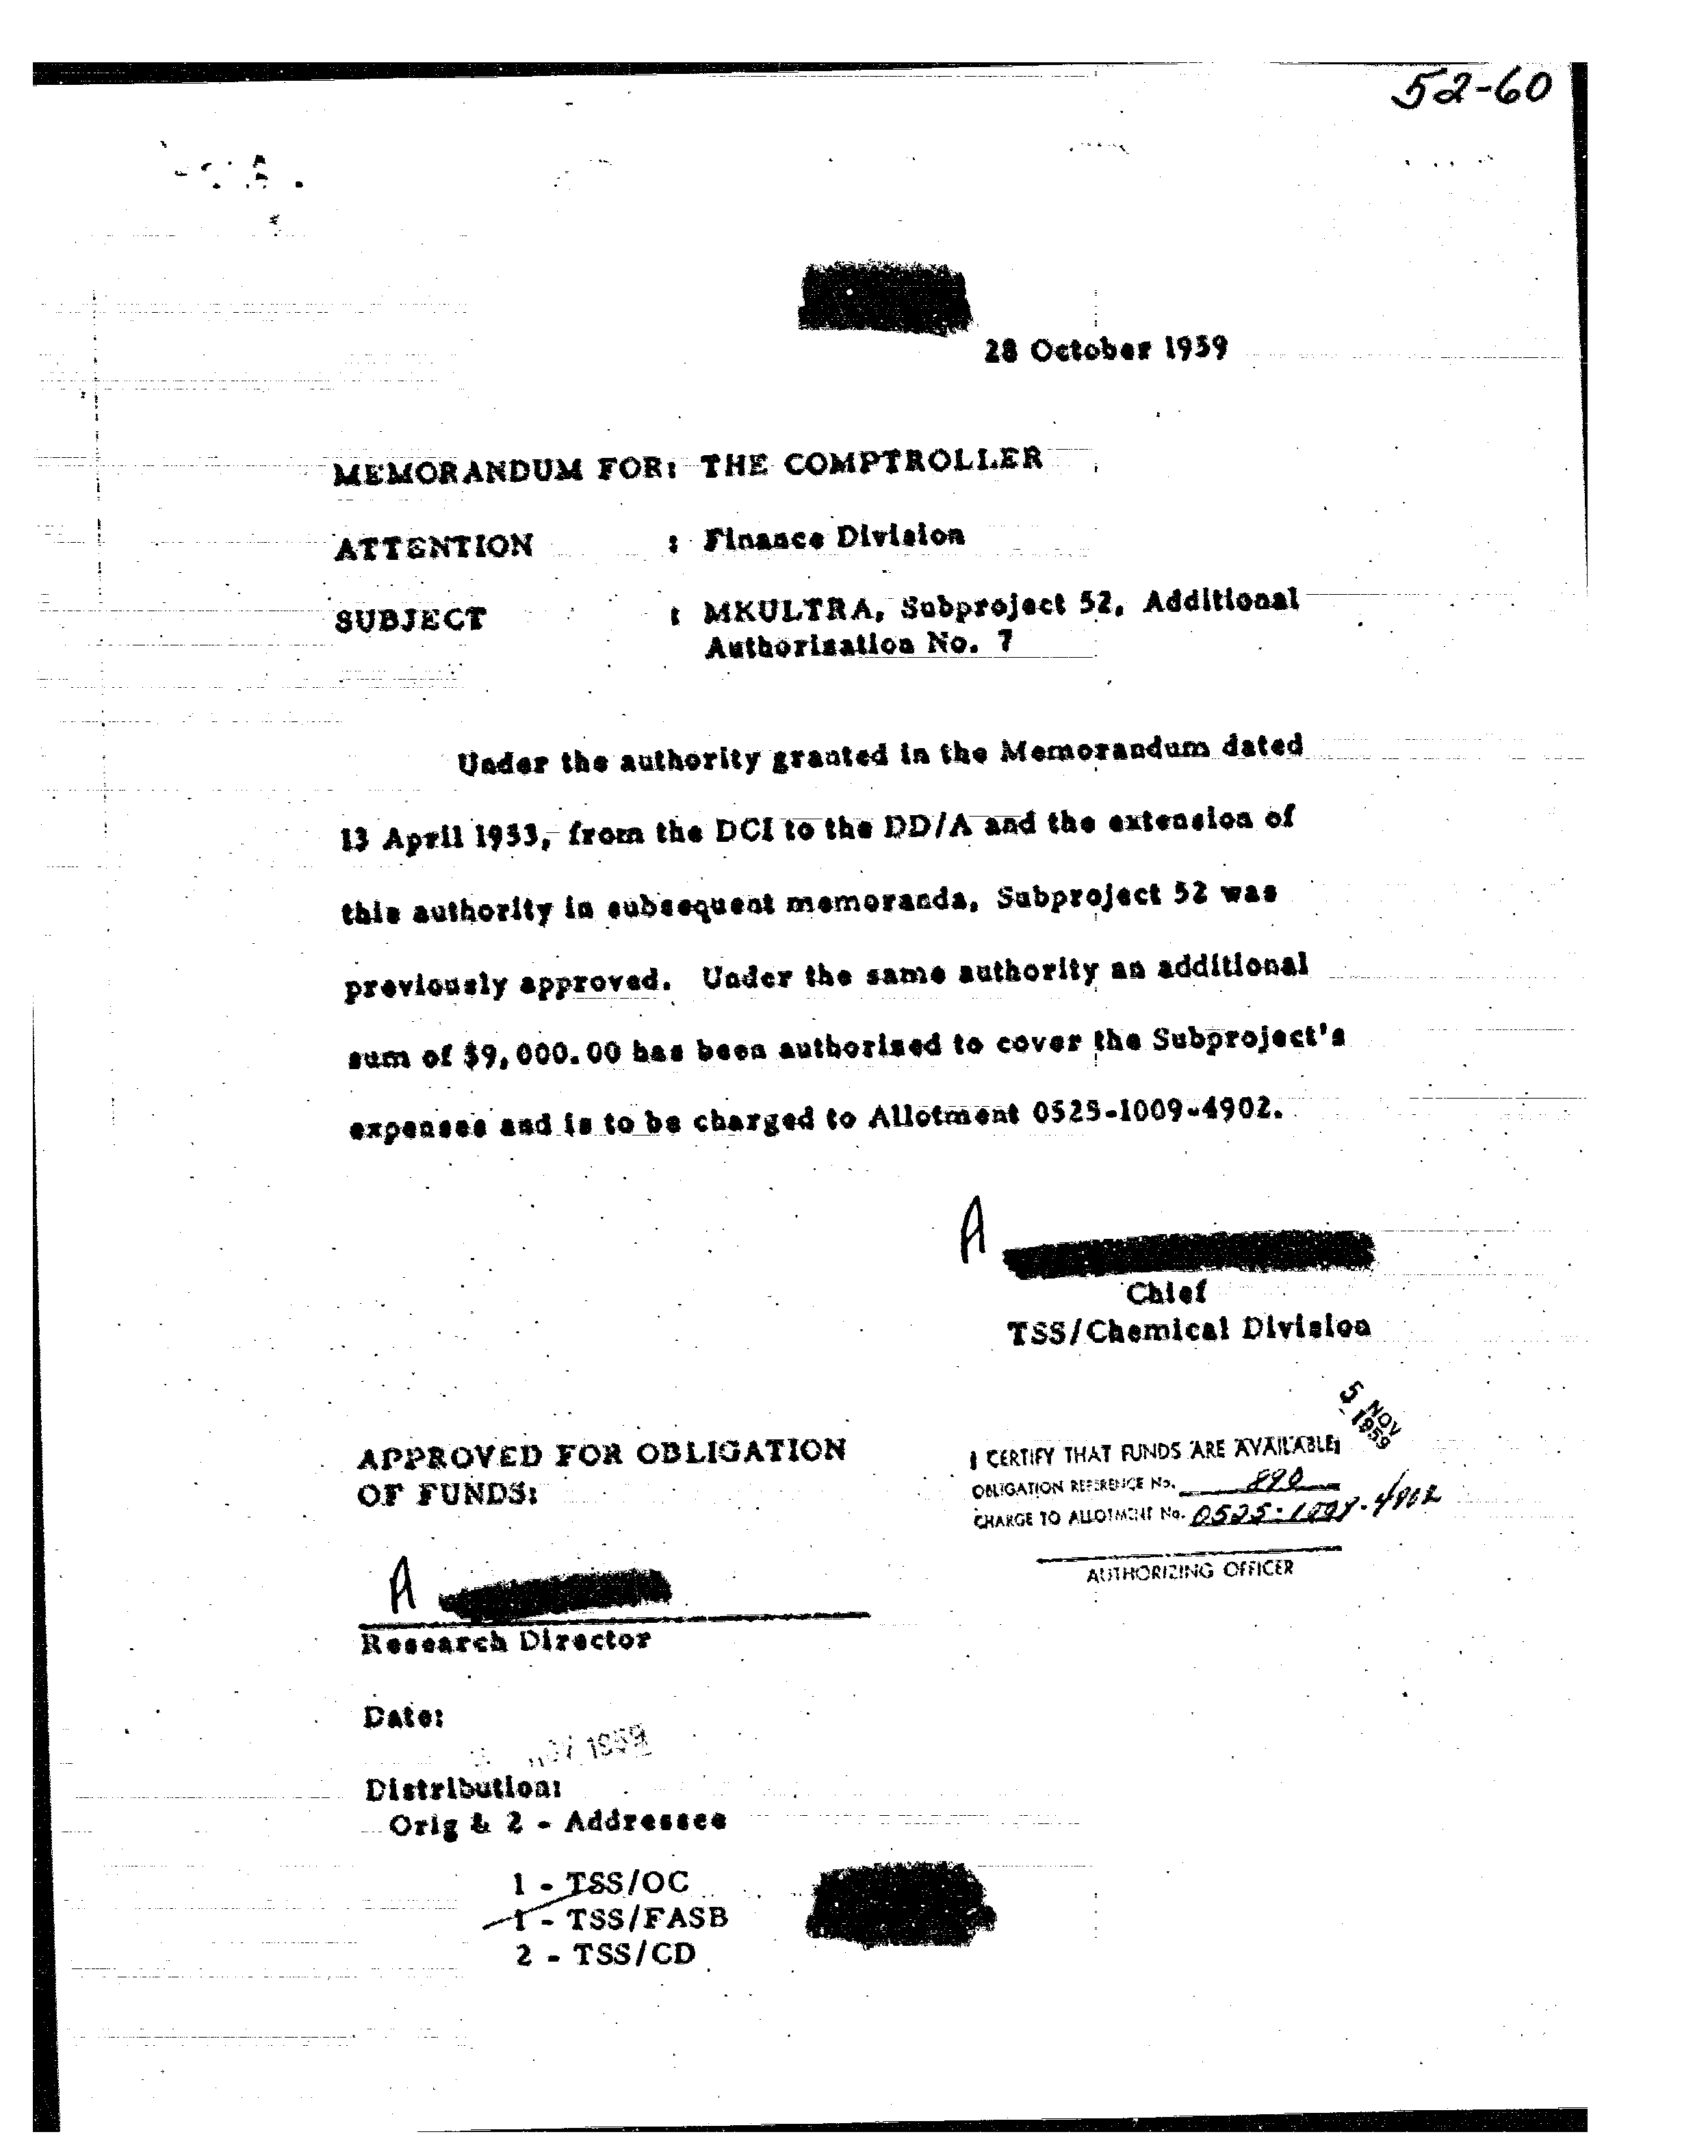 52-60
28 October 1959
MEMORANDUM FOR: THE COMPTROLLER
ATTENTION : Finance Division
SUBJECT : MKULTRA, Subproject 52, Additional
Authorization No. 7
Under the authority granted in the Memorandum dated
13 April 1953, from the DCI to the DD/A and the extension of
this authority in subsequent memoranda, Subproject 52 was
previously approved. Under the same authority an additional
sum of $9,000.00 has been authorized to cover the Subproject's
expenses and is to be charged to Allotment 0525-1009-4902.
A
Chief
TSS/Chemical Division
5 NOV
1959
APPROVED FOR OBLIGATION
OF FUNDS:
I CERTIFY THAT FUNDS ARE AVAILABLE
OBLIGATION REFERENCE No. 890
CHARGE TO ALLOTMENT No. 0525-1009-4902
AUTHORIZING OFFICER
A
Research Director
Date:
NOV 1959
Distribution:
Orig & 2 - Addressee
1 - TSS/OC
1 - TSS/FASB
2 - TSS/CD